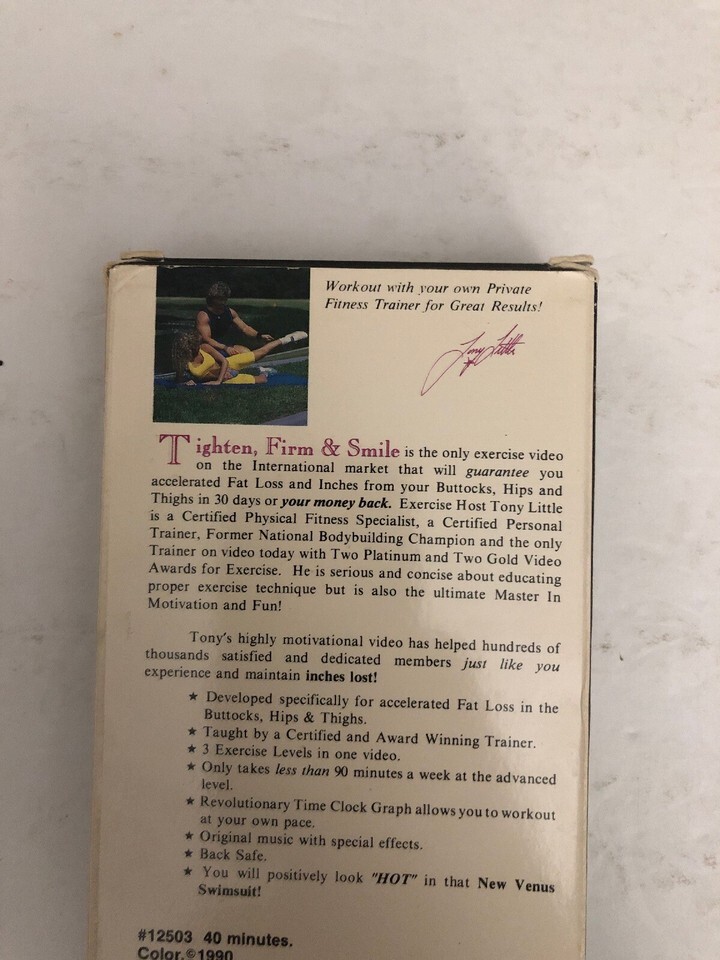 Workout with your own Private
Fitness Trainer for Great Results!
Tony Little
Tighten, Firm & Smile is the only exercise video
on the International market that will guarantee you
accelerated Fat Loss and Inches from your Buttocks, Hips and
Thighs in 30 days or your money back. Exercise Host Tony Little
is a Certified Physical Fitness Specialist, a Certified Personal
Trainer, Former National Bodybuilding Champion and the only
Trainer on video today with Two Platinum and Two Gold Video
Awards for Exercise. He is serious and concise about educating
proper exercise technique but is also the ultimate Master In
Motivation and Fun!
Tony's highly motivational video has helped hundreds of
thousands satisfied and dedicated members just like you
experience and maintain inches lost!
★ Developed specifically for accelerated Fat Loss in the
Buttocks, Hips & Thighs.
★ Taught by a Certified and Award Winning Trainer.
★ 3 Exercise Levels in one video.
★ Only takes less than 90 minutes a week at the advanced
level.
★ Revolutionary Time Clock Graph allows you to workout
at your own pace.
★ Original music with special effects.
★ Back Safe.
★ You will positively look "HOT" in that New Venus
Swimsuit!
#12503 40 minutes.
Color.©1990